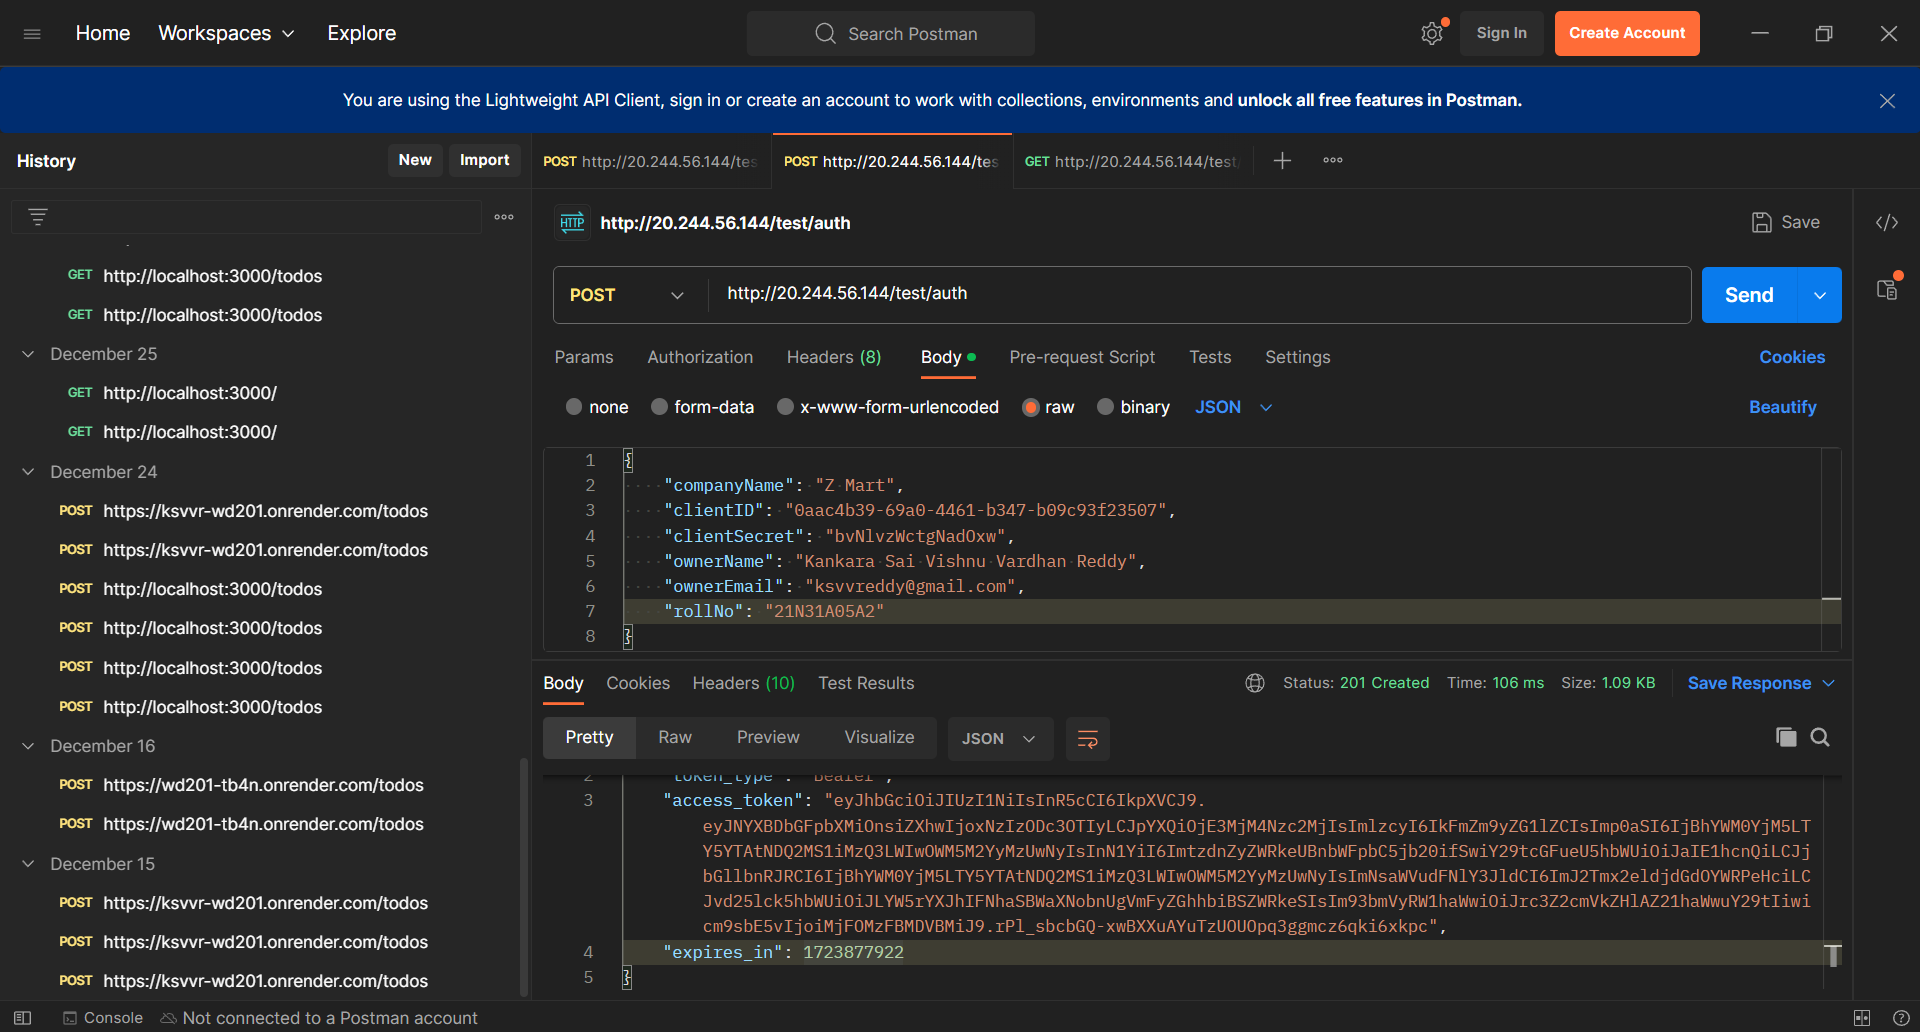 Home Workspaces Explore Search Postman Sign In Create Account
You are using the Lightweight API Client, sign in or create an account to work with collections, environments and unlock all free features in Postman.
History New Import
POST http://20.244.56.144/tes POST http://20.244.56.144/tes GET http://20.244.56.144/test
HTTP http://20.244.56.144/test/auth Save
GET http://localhost:3000/todos
GET http://localhost:3000/todos
December 25
GET http://localhost:3000/
GET http://localhost:3000/
December 24
POST https://ksvvr-wd201.onrender.com/todos
POST https://ksvvr-wd201.onrender.com/todos
POST http://localhost:3000/todos
POST http://localhost:3000/todos
POST http://localhost:3000/todos
POST http://localhost:3000/todos
December 16
POST https://wd201-tb4n.onrender.com/todos
POST https://wd201-tb4n.onrender.com/todos
December 15
POST https://ksvvr-wd201.onrender.com/todos
POST https://ksvvr-wd201.onrender.com/todos
POST https://ksvvr-wd201.onrender.com/todos
POST http://20.244.56.144/test/auth Send
Params Authorization Headers (8) Body Pre-request Script Tests Settings Cookies
none form-data x-www-form-urlencoded raw binary JSON Beautify
1 {
2 "companyName": "Z Mart",
3 "clientID": "0aac4b39-69a0-4461-b347-b09c93f23507",
4 "clientSecret": "bvNlvzWctgNadOxw",
5 "ownerName": "Kankara Sai Vishnu Vardhan Reddy",
6 "ownerEmail": "ksvvreddy@gmail.com",
7 "rollNo": "21N31A05A2"
8 }
Body Cookies Headers (10) Test Results Status: 201 Created Time: 106 ms Size: 1.09 KB Save Response
Pretty Raw Preview Visualize JSON
2 "token_type": "Bearer",
3 "access_token": "eyJhbGciOiJIUzI1NiIsInR5cCI6IkpXVCJ9.
eyJNYXBDbGFpbXMiOnsiZXhwIjoxNzIzODc3OTIyLCJpYXQiOjE3MjM4Nzc2MjIsImlzcyI6IkFmZm9yZG1lZCIsImp0aSI6IjBhYWM0YjM5LT
Y5YTAtNDQ2MS1iMzQ3LWIwOWM5M2YyMzUwNyIsInN1YiI6ImtzdnZyZWRkeUBnbWFpbC5jb20ifSwiY29tcGFueU5hbWUiOiJaIE1hcnQiLCJj
bGllbnRJRCI6IjBhYWM0YjM5LTY5YTAtNDQ2MS1iMzQ3LWIwOWM5M2YyMzUwNyIsImNsaWVudFNlY3JldCI6ImJ2Tmx2eldjdGdOYWRPeHciLC
Jvd25lck5hbWUiOiJLYW5rYXJhIFNhaSBWaXNobnUgVmFyZGhhbiBSZWRkeSIsIm93bmVyRW1haWwiOiJrc3Z2cmVkZHlAZ21haWwuY29tIiwi
cm9sbE5vIjoiMjFOMzFBMDVBMiJ9.rPl_sbcbGQ-xwBXXuAYuTzUOUOpq3ggmcz6qki6xkpc",
4 "expires_in": 1723877922
5 }
Console Not connected to a Postman account